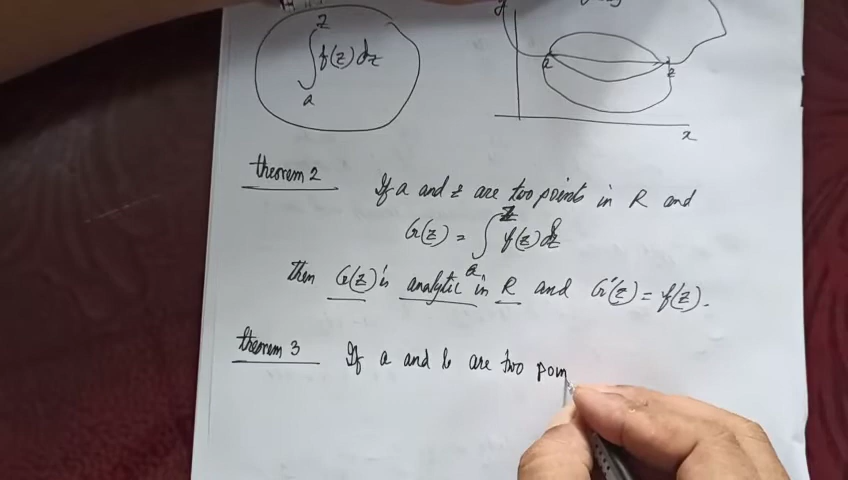 z
∫ f(z) dz
a
y
a
z
x
theorem 2
If a and z are two points in R and
G(z) = ∫ f(z) dz
a
then G(z) is analytic in R and G'(z) = f(z).
theorem 3 If a and b are two poin